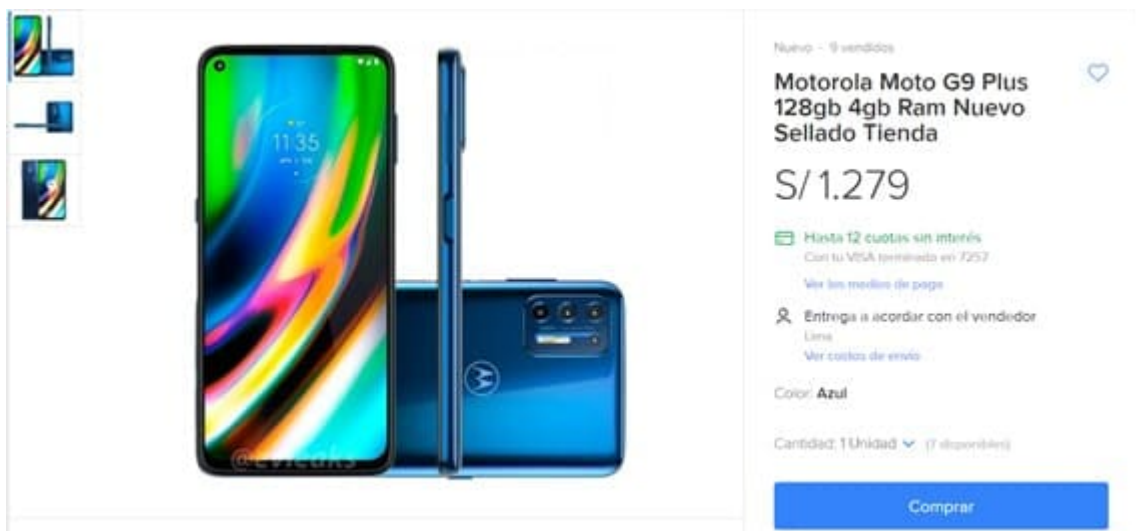 Nuevo - 9 vendidos
Motorola Moto G9 Plus
128gb 4gb Ram Nuevo
Sellado Tienda
S/ 1.279
Hasta 12 cuotas sin interés
Con tu VISA terminada en 7257
Ver los medios de pago
Entrega a acordar con el vendedor
Lima
Ver costos de envío
Color: Azul
Cantidad: 1 Unidad (7 disponibles)
Comprar
11:35
@evleaks